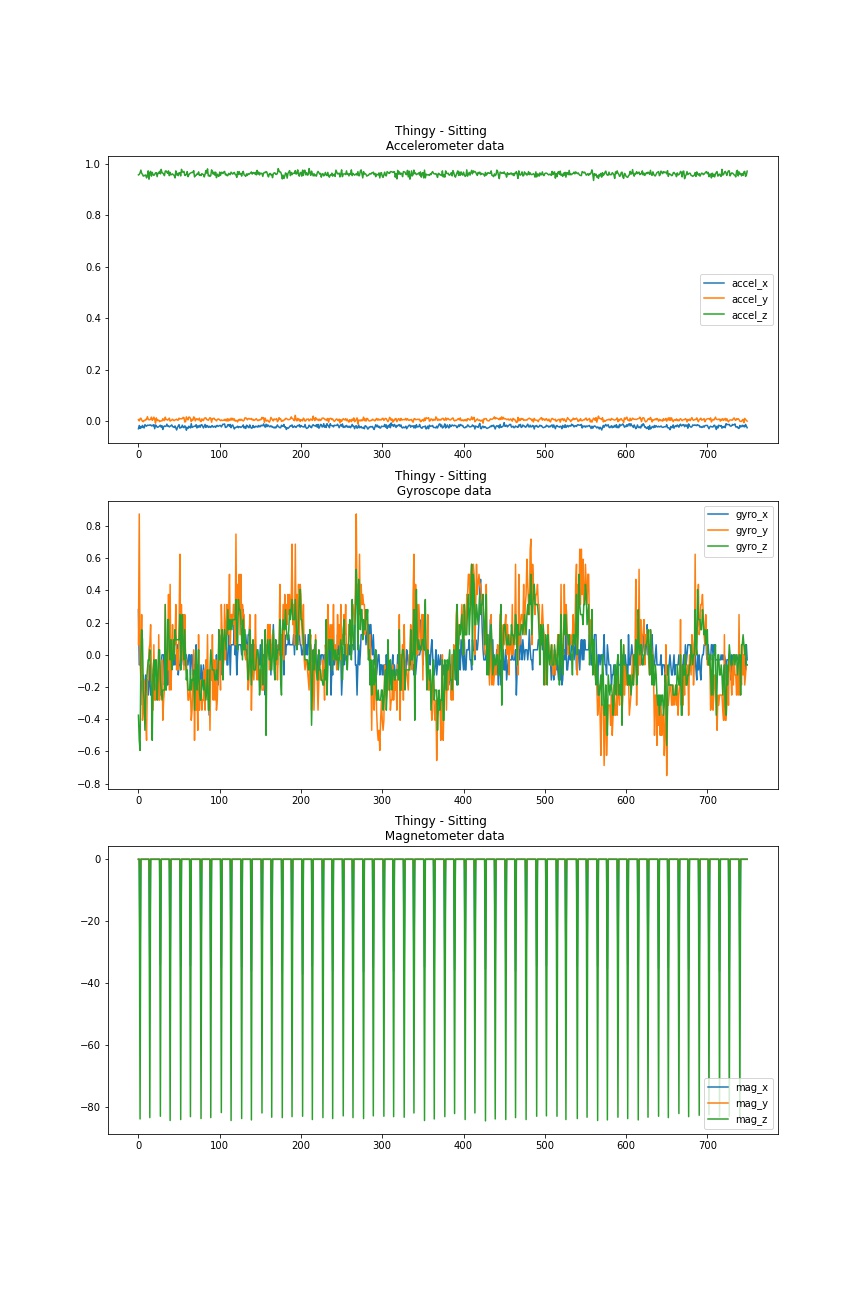 Thingy - Sitting
Accelerometer data
1.0
0.8
0.6
0.4
0.2
0.0
accel_x
accel_y
accel_z
0 100 200 300 400 500 600 700
Thingy - Sitting
Gyroscope data
0.8
0.6
0.4
0.2
0.0
−0.2
−0.4
−0.6
−0.8
gyro_x
gyro_y
gyro_z
0 100 200 300 400 500 600 700
Thingy - Sitting
Magnetometer data
0
−20
−40
−60
−80
mag_x
mag_y
mag_z
0 100 200 300 400 500 600 700